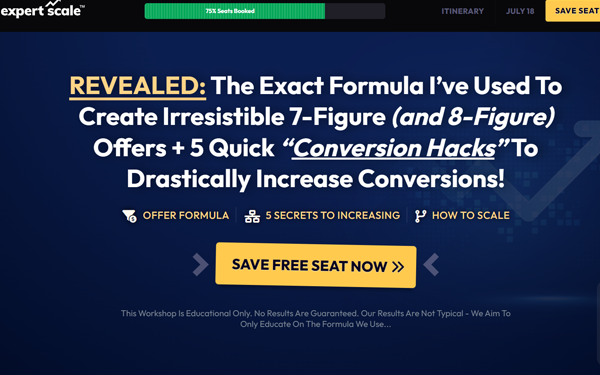 expert scale™
75% Seats Booked
ITINERARY
JULY 18
SAVE SEAT
REVEALED: The Exact Formula I've Used To
Create Irresistible 7-Figure (and 8-Figure)
Offers + 5 Quick “Conversion Hacks” To
Drastically Increase Conversions!
OFFER FORMULA
5 SECRETS TO INCREASING
HOW TO SCALE
SAVE FREE SEAT NOW
This Workshop Is Educational Only. No Results Are Guaranteed. Our Results Are Not Typical - We Aim To
Only Educate On The Formula We Use...